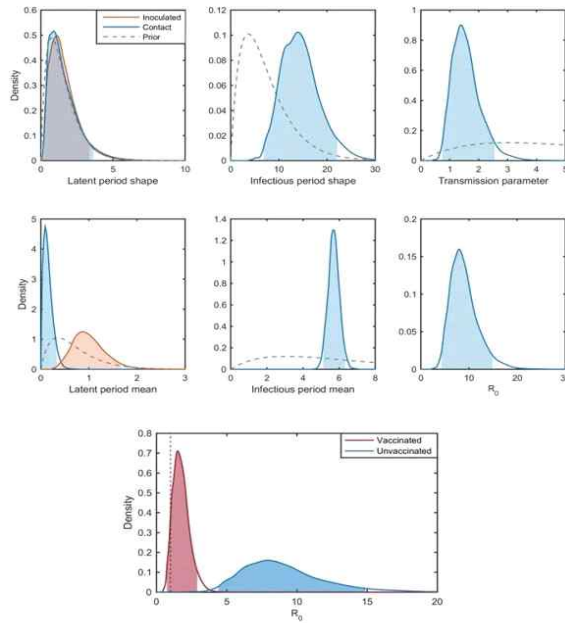 Inoculated
Contact
Prior
Density
0.6
0.5
0.4
0.3
0.2
0.1
0
0 5 10
Latent period shape
0.12
0.1
0.08
0.06
0.04
0.02
0
0 10 20 30
Infectious period shape
1
0.8
0.6
0.4
0.2
0
0 1 2 3 4 5
Transmission parameter
Density
5
4
3
2
1
0
0 1 2 3
Latent period mean
1.4
1.2
1
0.8
0.6
0.4
0.2
0
0 2 4 6 8
Infectious period mean
0.2
0.15
0.1
0.05
0
0 10 20 30
R0
Vaccinated
Unvaccinated
Density
0.8
0.7
0.6
0.5
0.4
0.3
0.2
0.1
0
0 5 10 15 20
R0